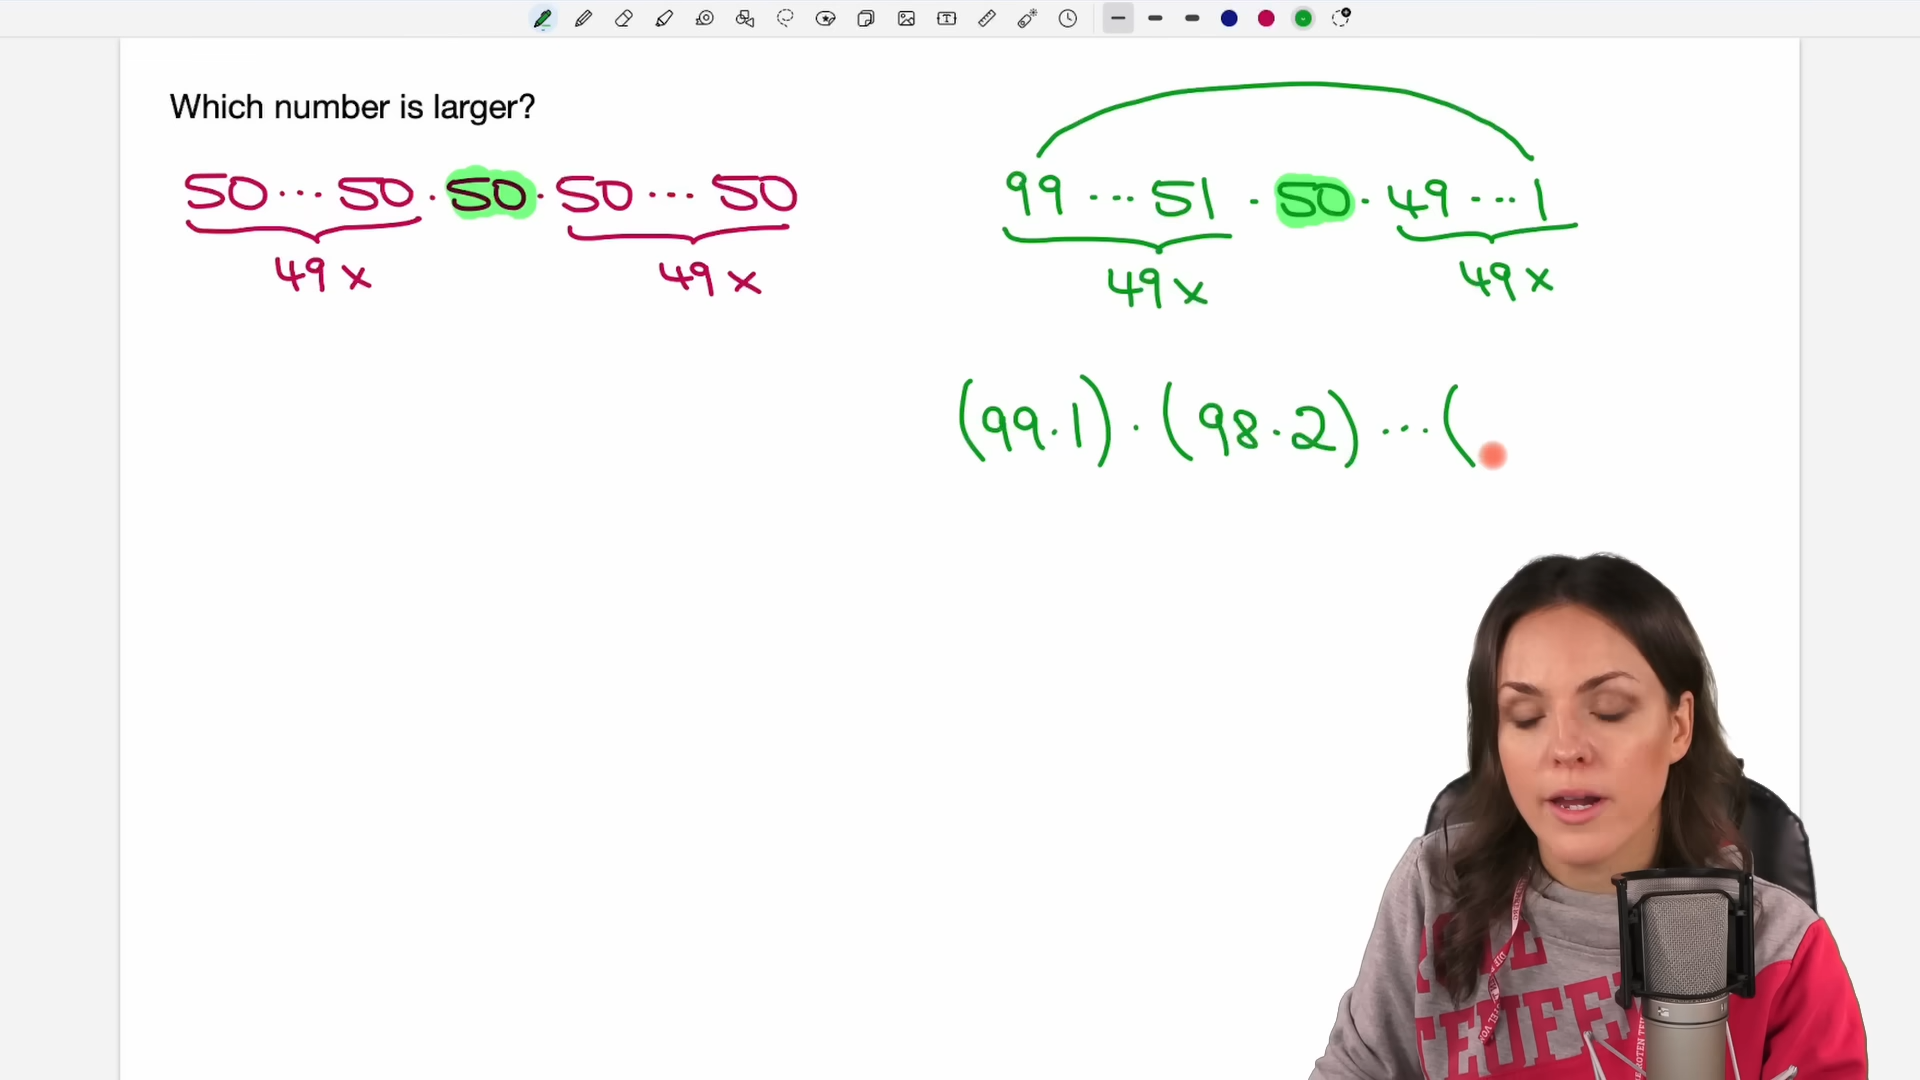 Which number is larger?
50 ... 50 · 50 · 50 ... 50
49 x 49 x
99 ... 51 · 50 · 49 ... 1
49 x 49 x
(99·1) · (98·2) ... (